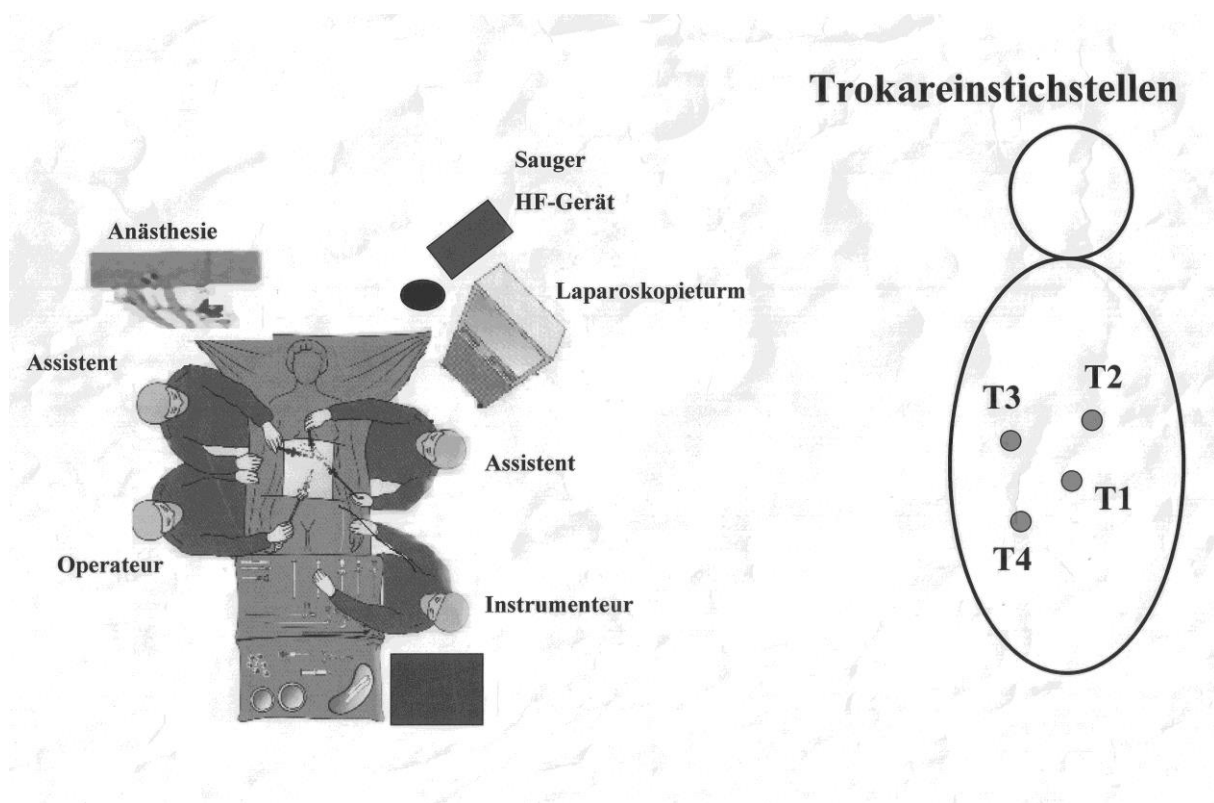 Trokareinstichstellen
Sauger
HF-Gerät
Anästhesie
Laparoskopieturm
Assistent
Assistent
Operateur
Instrumenteur
T3
T2
T1
T4